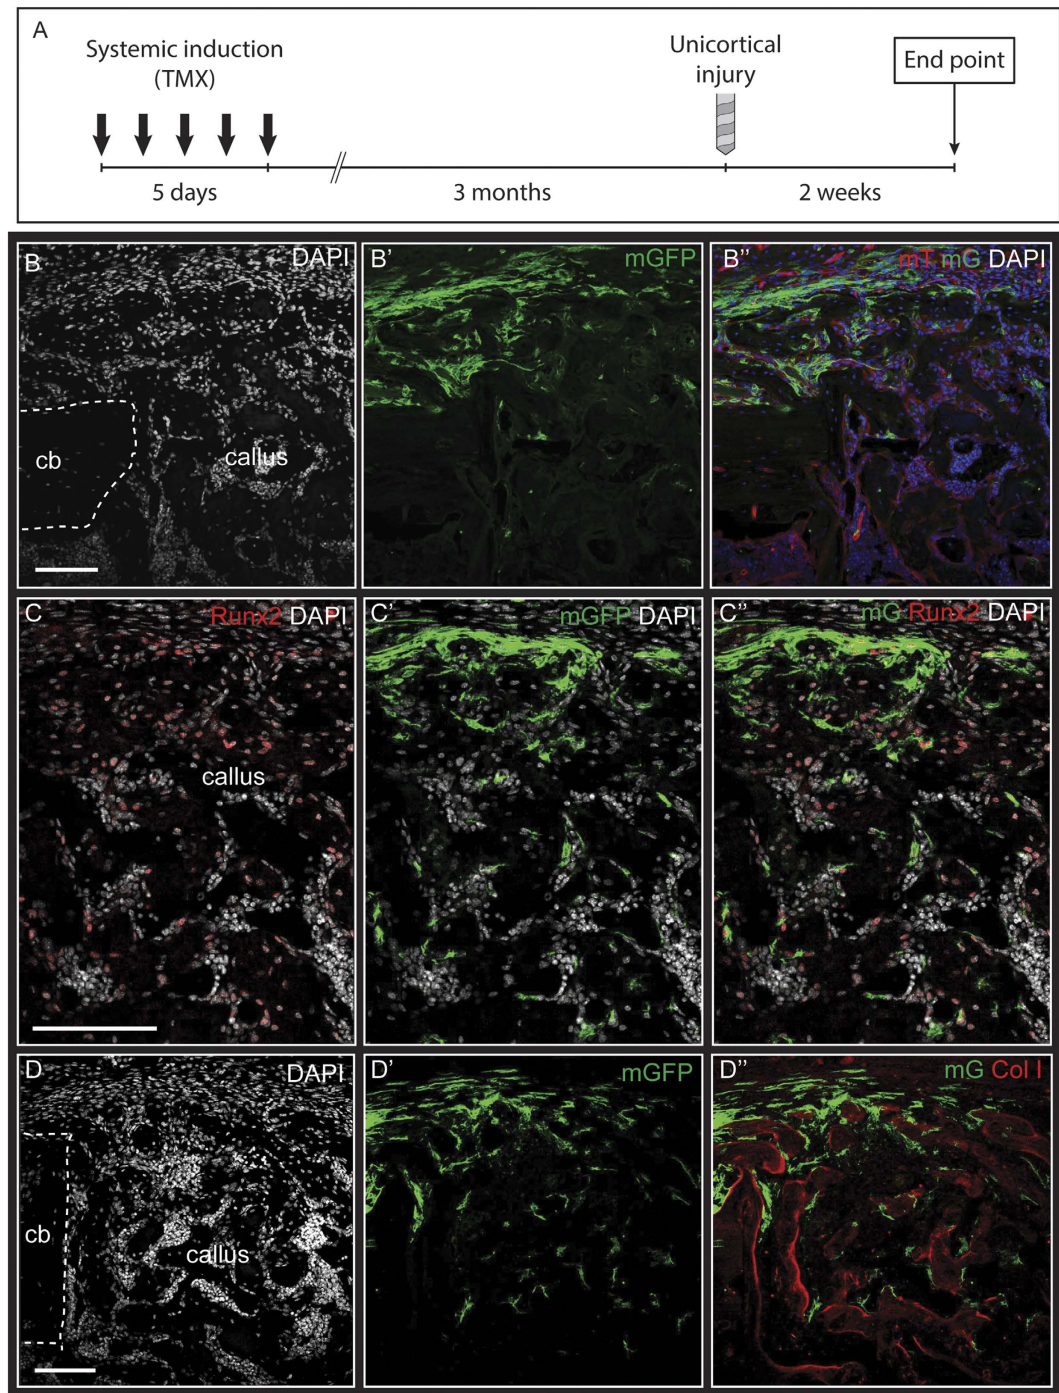 A
Systemic induction
(TMX)
Unicortical
injury
End point
5 days
3 months
2 weeks
B
DAPI
cb
callus
B'
mGFP
B"
mT mG DAPI
C
Runx2 DAPI
callus
C'
mGFP DAPI
C"
mG Runx2 DAPI
D
DAPI
cb
callus
D'
mGFP
D"
mG Col I